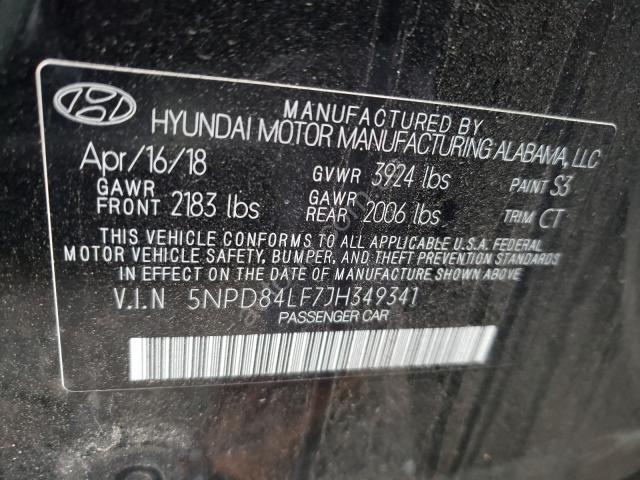 MANUFACTURED BY
HYUNDAI MOTOR MANUFACTURING ALABAMA, LLC
Apr/16/18 GVWR 3924 lbs PAINT S3
GAWR FRONT 2183 lbs GAWR REAR 2006 lbs TRIM CT
THIS VEHICLE CONFORMS TO ALL APPLICABLE U.S.A. FEDERAL
MOTOR VEHICLE SAFETY, BUMPER, AND THEFT PREVENTION STANDARDS
IN EFFECT ON THE DATE OF MANUFACTURE SHOWN ABOVE.
V.I.N 5NPD84LF7JH349341
PASSENGER CAR